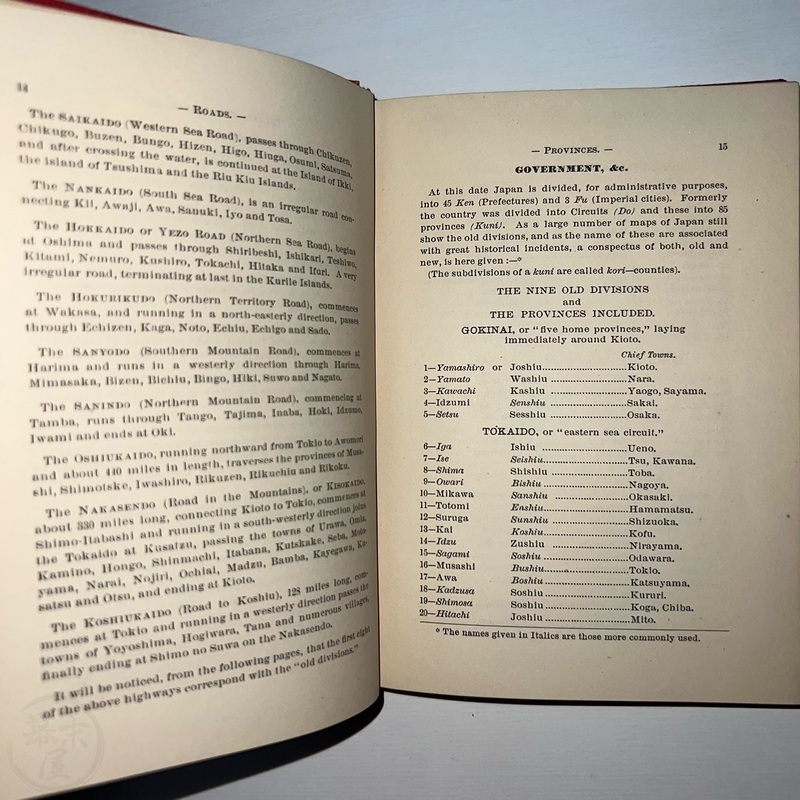 14
— Roads. —
The Saikaido (Western Sea Road), passes through Chikuzen,
Chikugo, Buzen, Bungo, Hizen, Higo, Hiuga, Osumi, Satsuma,
and after crossing the water, is continued at the Island of Ikki,
the island of Tsushima and the Riu Kiu Islands.
The Nankaido (South Sea Road), is an irregular road con-
necting Kii, Awaji, Awa, Sanuki, Iyo and Tosa.
The Hokkaido or Yezo Road (Northern Sea Road), begins
at Oshima and passes through Shiribeshi, Ishikari, Teshiwo,
Kitami, Nemuro, Kushiro, Tokachi, Hitaka and Ifuri. A very
irregular road, terminating at last in the Kurile Islands.
The Hokurikudo (Northern Territory Road), commences
at Wakasa, and running in a north-easterly direction, passes
through Echizen, Kaga, Noto, Echiu, Echigo and Sado.
The Sanyodo (Southern Mountain Road), commences at
Harima and runs in a westerly direction through Harima,
Mimasaka, Bizen, Bichiu, Bingo, Hiki, Suwo and Nagato.
The Sanindo (Northern Mountain Road), commencing at
Tamba, runs through Tango, Tajima, Inaba, Hoki, Idzumo,
Iwami and ends at Oki.
The Oshiukaido, running northward from Tokio to Awomori
and about 440 miles in length, traverses the provinces of Musa-
shi, Shimotske, Iwashiro, Rikuzen, Rikuchiu and Rikoku.
The Nakasendo (Road in the Mountains), or Kisokaido,
about 330 miles long, connecting Kioto to Tokio, commences at
Shimo-Itabashi and running in a south-westerly direction joins
the Tokaido at Kusatzu, passing the towns of Urawa, Omia,
Kamino, Hongo, Shinmachi, Itabana, Kutskake, Seba, Moto-
yama, Narai, Nojiri, Ochiai, Madzu, Bamba, Kayegawa, Ku-
satsu and Otsu, and ending at Kioto.
The Koshiukaido (Road to Koshiu), 128 miles long, com-
mences at Tokio and running in a westerly direction passes the
towns of Yoyoshima, Hogiwara, Tana and numerous villages,
finally ending at Shimo no Suwa on the Nakasendo.
It will be noticed, from the following pages, that the first eight
of the above highways correspond with the "old divisions."
— Provinces. — 15
GOVERNMENT, &c.
At this date Japan is divided, for administrative purposes,
into 45 Ken (Prefectures) and 3 Fu (Imperial cities). Formerly
the country was divided into Circuits (Do) and these into 85
provinces (Kuni). As a large number of maps of Japan still
show the old divisions, and as the name of these are associated
with great historical incidents, a conspectus of both, old and
new, is here given :—*
(The subdivisions of a kuni are called kori—counties).
THE NINE OLD DIVISIONS
and
THE PROVINCES INCLUDED.
GOKINAI, or "five home provinces," laying
immediately around Kioto.
Chief Towns.
1—Yamashiro or Joshiu............................Kioto.
2—Yamato Washiu............................Nara.
3—Kawachi Kashiu............................Yaogo, Sayama.
4—Idzumi Senshiu............................Sakai.
5—Setsu Sesshiu............................Osaka.
TOKAIDO, or "eastern sea circuit."
6—Iga Ishiu............................Ueno.
7—Ise Seishiu............................Tsu, Kawana.
8—Shima Shishiu............................Toba.
9—Owari Bishiu............................Nagoya.
10—Mikawa Sanshiu............................Okasaki.
11—Totomi Enshiu............................Hamamatsu.
12—Suruga Sunshiu............................Shizuoka.
13—Kai Koshiu............................Kofu.
14—Idzu Zushiu............................Nirayama.
15—Sagami Soshiu............................Odawara.
16—Musashi Bushiu............................Tokio.
17—Awa Boshiu............................Katsuyama.
18—Kadzusa Soshiu............................Kururi.
19—Shimosa Soshiu............................Koga, Chiba.
20—Hitachi Joshiu............................Mito.
* The names given in Italics are those more commonly used.